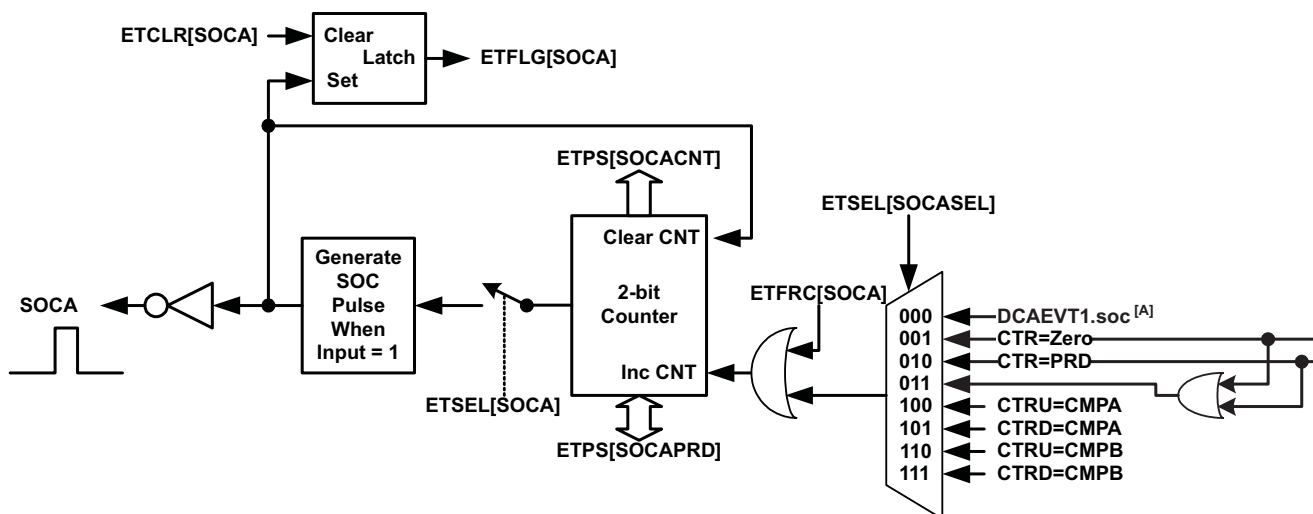 ETCLR[SOCA]
Clear
Latch
Set
ETFLG[SOCA]
ETPS[SOCACNT]
ETSEL[SOCASEL]
Clear CNT
2-bit
Counter
Inc CNT
Generate
SOC
Pulse
When
Input = 1
SOCA
ETSEL[SOCA]
ETPS[SOCAPRD]
ETFRC[SOCA]
000 DCAEVT1.soc [A]
001 CTR=Zero
010 CTR=PRD
011
100 CTRU=CMPA
101 CTRD=CMPA
110 CTRU=CMPB
111 CTRD=CMPB